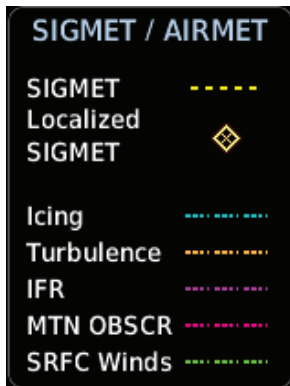 SIGMET / AIRMET
SIGMET
Localized
SIGMET
Icing
Turbulence
IFR
MTN OBSCR
SRFC Winds